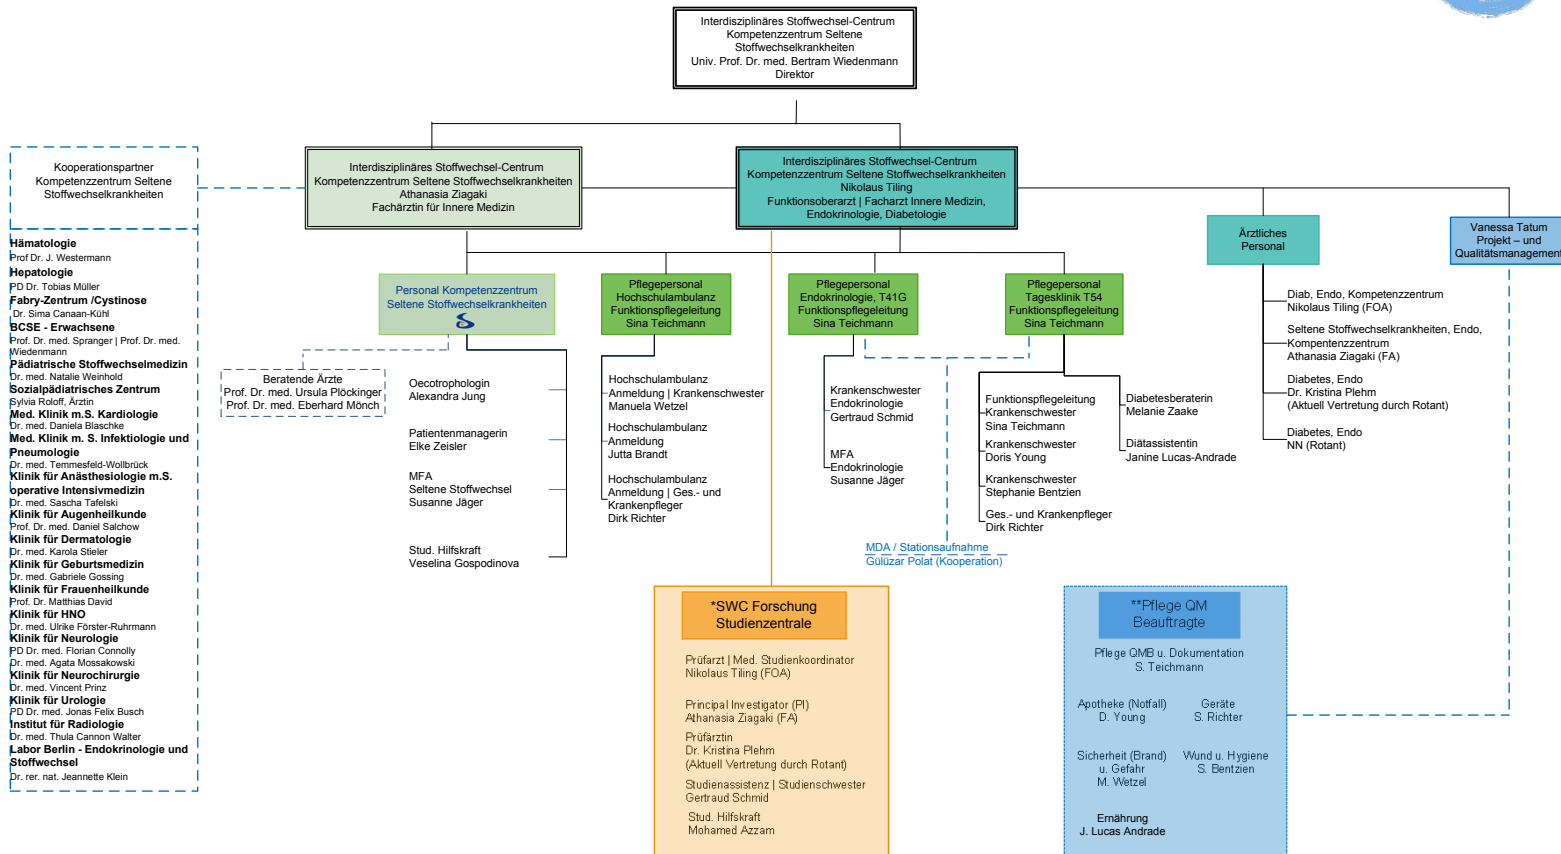 Interdisziplinäres Stoffwechsel-Centrum
Kompetenzzentrum Seltene
Stoffwechselkrankheiten
Univ. Prof. Dr. med. Bertram Wiedenmann
Direktor
Kooperationspartner
Kompetenzzentrum Seltene
Stoffwechselkrankheiten
Interdisziplinäres Stoffwechsel-Centrum
Kompetenzzentrum Seltene Stoffwechselkrankheiten
Athanasia Ziagaki
Fachärztin für Innere Medizin
Interdisziplinäres Stoffwechsel-Centrum
Kompetenzzentrum Seltene Stoffwechselkrankheiten
Nikolaus Tiling
Funktionsoberarzt | Facharzt Innere Medizin,
Endokrinologie, Diabetologie
Ärztliches
Personal
Vanessa Tatum
Projekt – und
Qualitätsmanagement
Hämatologie
Prof Dr. J. Westermann
Hepatologie
PD Dr. Tobias Müller
Fabry-Zentrum /Cystinose
Dr. Sima Canaan-Kühl
BCSE - Erwachsene
Prof. Dr. med. Spranger | Prof. Dr. med.
Wiedenmann
Pädiatrische Stoffwechselmedizin
Dr. med. Natalie Weinhold
Sozialpädiatrisches Zentrum
Sylvia Roloff, Ärztin
Med. Klinik m.S. Kardiologie
Dr. med. Daniela Blaschke
Med. Klinik m. S. Infektiologie und
Pneumologie
Dr. med. Temmesfeld-Wollbrück
Klinik für Anästhesiologie m.S.
operative Intensivmedizin
Dr. med. Sascha Tafelski
Klinik für Augenheilkunde
Prof. Dr. med. Daniel Salchow
Klinik für Dermatologie
Dr. med. Karola Stieler
Klinik für Geburtsmedizin
Dr. med. Gabriele Gossing
Klinik für Frauenheilkunde
Prof. Dr. Matthias David
Klinik für HNO
Dr. med. Ulrike Förster-Ruhrmann
Klinik für Neurologie
PD Dr. med. Florian Connolly
Dr. med. Agata Mossakowski
Klinik für Neurochirurgie
Dr. med. Vincent Prinz
Klinik für Urologie
PD Dr. med. Jonas Felix Busch
Institut für Radiologie
Dr. med. Thula Cannon Walter
Labor Berlin - Endokrinologie und
Stoffwechsel
Dr. rer. nat. Jeannette Klein
Personal Kompetenzzentrum
Seltene Stoffwechselkrankheiten
Beratende Ärzte
Prof. Dr. med. Ursula Plöckinger
Prof. Dr. med. Eberhard Mönch
Oecotrophologin
Alexandra Jung
Patientenmanagerin
Elke Zeisler
MFA
Seltene Stoffwechsel
Susanne Jäger
Stud. Hilfskraft
Veselina Gospodinova
Pflegepersonal
Hochschulambulanz
Funktionspflegeleitung
Sina Teichmann
Hochschulambulanz
Anmeldung | Krankenschwester
Manuela Wetzel
Hochschulambulanz
Anmeldung
Jutta Brandt
Hochschulambulanz
Anmeldung | Ges.- und
Krankenpfleger
Dirk Richter
Pflegepersonal
Endokrinologie, T41G
Funktionspflegeleitung
Sina Teichmann
Krankenschwester
Endokrinologie
Gertraud Schmid
MFA
Endokrinologie
Susanne Jäger
Pflegepersonal
Tagesklinik T54
Funktionspflegeleitung
Sina Teichmann
Funktionspflegeleitung
Krankenschwester
Sina Teichmann
Krankenschwester
Doris Young
Krankenschwester
Stephanie Bentzien
Ges.- und Krankenpfleger
Dirk Richter
Diabetesberaterin
Melanie Zaake
Diätassistentin
Janine Lucas-Andrade
MDA / Stationsaufnahme
Gülüzar Polat (Kooperation)
Diab, Endo, Kompetenzzentrum
Nikolaus Tiling (FOA)
Seltene Stoffwechselkrankheiten, Endo,
Kompentenzzentrum
Athanasia Ziagaki (FA)
Diabetes, Endo
Dr. Kristina Plehm
(Aktuell Vertretung durch Rotant)
Diabetes, Endo
NN (Rotant)
*SWC Forschung
Studienzentrale
Prüfarzt | Med. Studienkoordinator
Nikolaus Tiling (FOA)
Principal Investigator (PI)
Athanasia Ziagaki (FA)
Prüfärztin
Dr. Kristina Plehm
(Aktuell Vertretung durch Rotant)
Studienassistenz | Studienschwester
Gertraud Schmid
Stud. Hilfskraft
Mohamed Azzam
**Pflege QM
Beauftragte
Pflege QMB u. Dokumentation
S. Teichmann
Apotheke (Notfall)
D. Young
Geräte
S. Richter
Sicherheit (Brand)
u. Gefahr
M. Wetzel
Wund u. Hygiene
S. Bentzien
Ernährung
J. Lucas Andrade